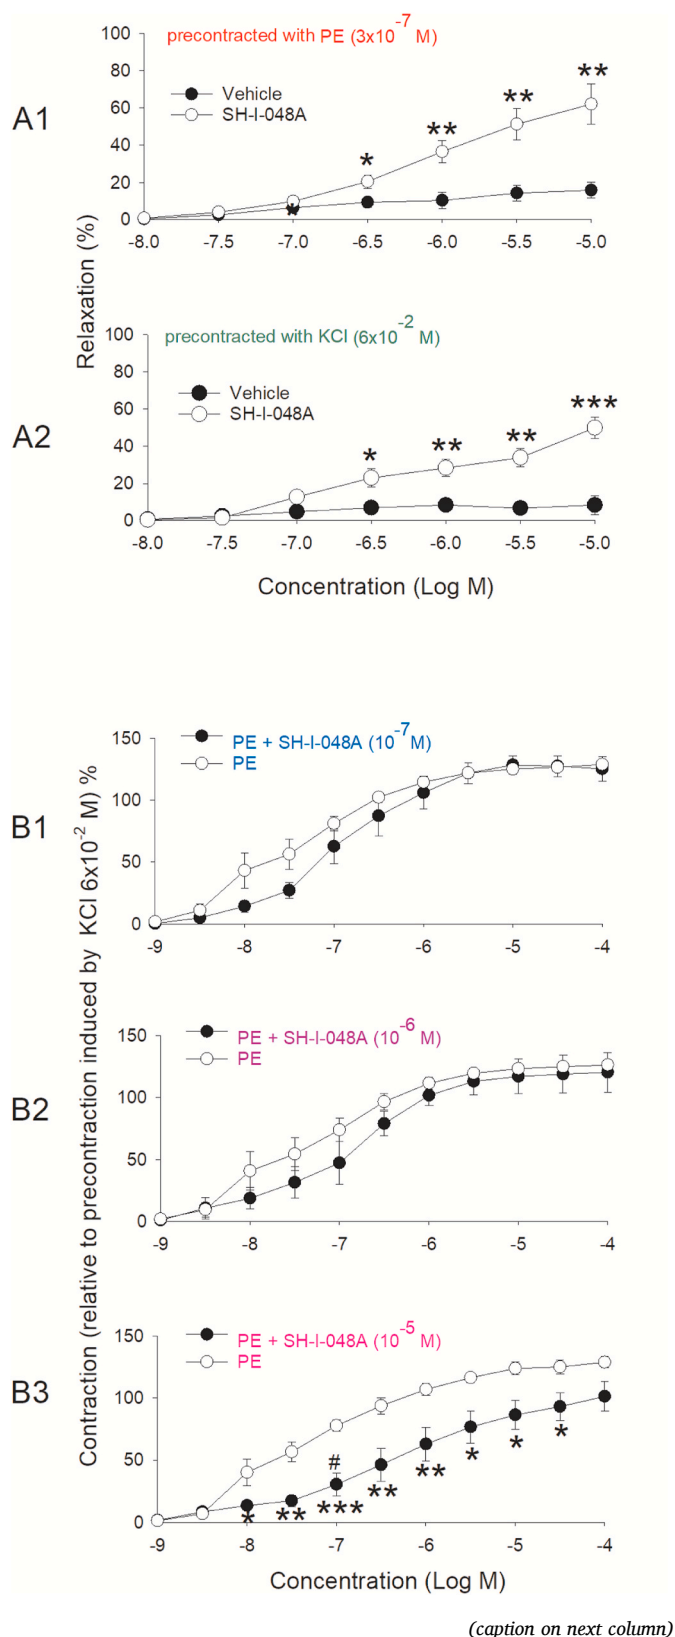 precontracted with PE (3x10-7 M)
A1
Relaxation (%)
100
80
60
40
20
0
Vehicle
SH-I-048A
*
**
**
**
*
-8.0 -7.5 -7.0 -6.5 -6.0 -5.5 -5.0
precontracted with KCl (6x10-2 M)
A2
100
80
60
40
20
0
Vehicle
SH-I-048A
*
**
**
***
-8.0 -7.5 -7.0 -6.5 -6.0 -5.5 -5.0
Concentration (Log M)
Contraction (relative to precontraction induced by KCl 6x10-2 M) %
B1
150
100
50
0
PE + SH-I-048A (10-7M)
PE
-9 -8 -7 -6 -5 -4
B2
150
100
50
0
PE + SH-I-048A (10-6 M)
PE
-9 -8 -7 -6 -5 -4
B3
150
100
50
0
PE + SH-I-048A (10-5 M)
PE
#
*
**
***
**
**
*
*
*
-9 -8 -7 -6 -5 -4
Concentration (Log M)
(caption on next column)